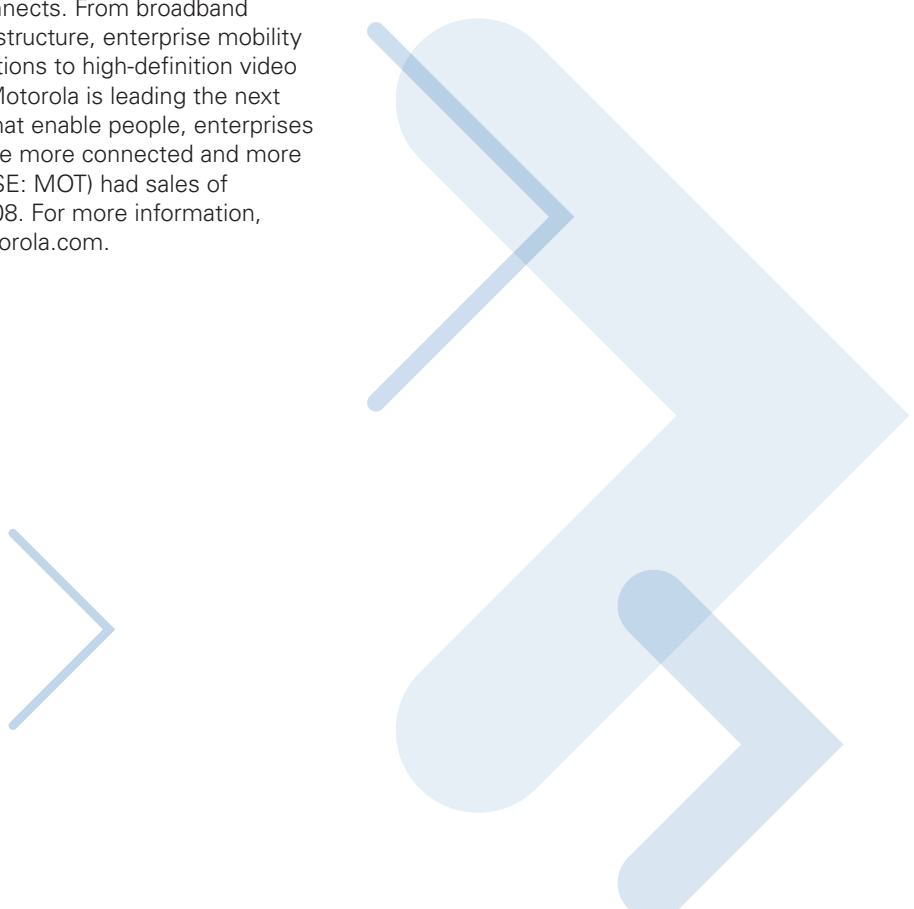 nnects. From broadband
structure, enterprise mobility
tions to high-definition video
Motorola is leading the next
hat enable people, enterprises
e more connected and more
SE: MOT) had sales of
08. For more information,
orola.com.